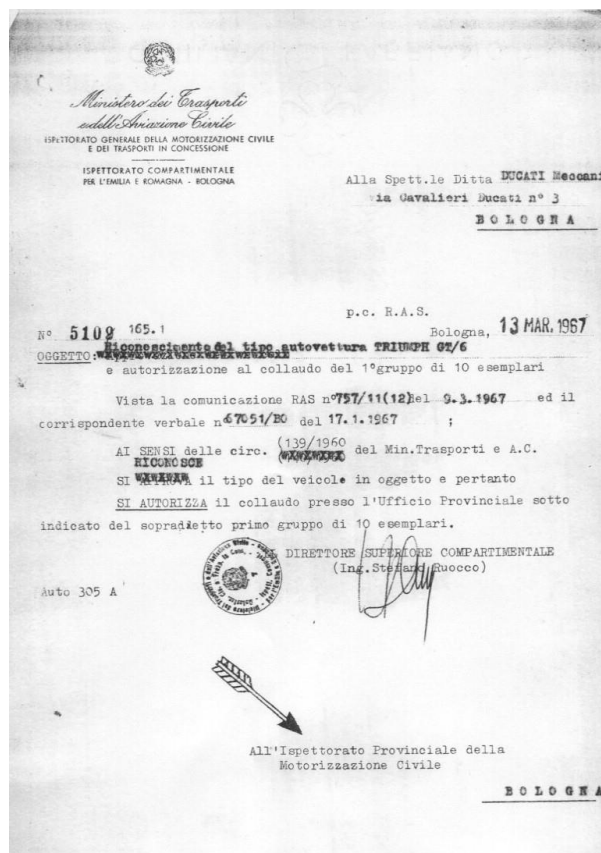 Ministero dei Trasporti
e dell'Aviazione Civile
ISPETTORATO GENERALE DELLA MOTORIZZAZIONE CIVILE
E DEI TRASPORTI IN CONCESSIONE
ISPETTORATO COMPARTIMENTALE
PER L'EMILIA E ROMAGNA - BOLOGNA
Alla Spett.le Ditta DUCATI Meccani
via Cavalieri Ducati n° 3
BOLOGNA
p.c. R.A.S.
N° 5109 165.1 Bologna, 13 MAR. 1967
Riconoscimento del tipo autovettura TRIUMPH GT/6
OGGETTO:
e autorizzazione al collaudo del 1°gruppo di 10 esemplari
Vista la comunicazione RAS n°757/11(12)del 9.3.1967 ed il
corrispondente verbale n°67051/BO del 17.1.1967 ;
AI SENSI delle circ. (139/1960 del Min.Trasporti e A.C.
RICONOSCE
SI il tipo del veicolo in oggetto e pertanto
SI AUTORIZZA il collaudo presso l'Ufficio Provinciale sotto
indicato del sopradetto primo gruppo di 10 esemplari.
DIRETTORE SUPERIORE COMPARTIMENTALE
(Ing.Stefano Ruocco)
Auto 305 A
All'Ispettorato Provinciale della
Motorizzazione Civile
BOLOGNA